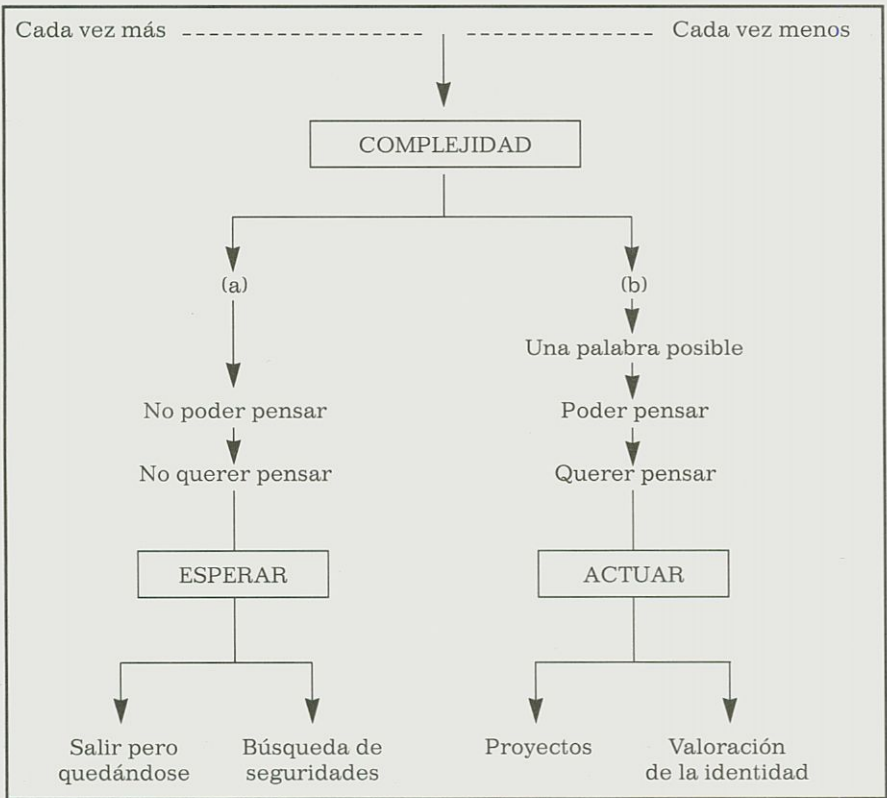 Cada vez más Cada vez menos
COMPLEJIDAD
(a) (b)
Una palabra posible
No poder pensar Poder pensar
No querer pensar Querer pensar
ESPERAR ACTUAR
Salir pero Búsqueda de Proyectos Valoración
quedándose seguridades de la identidad